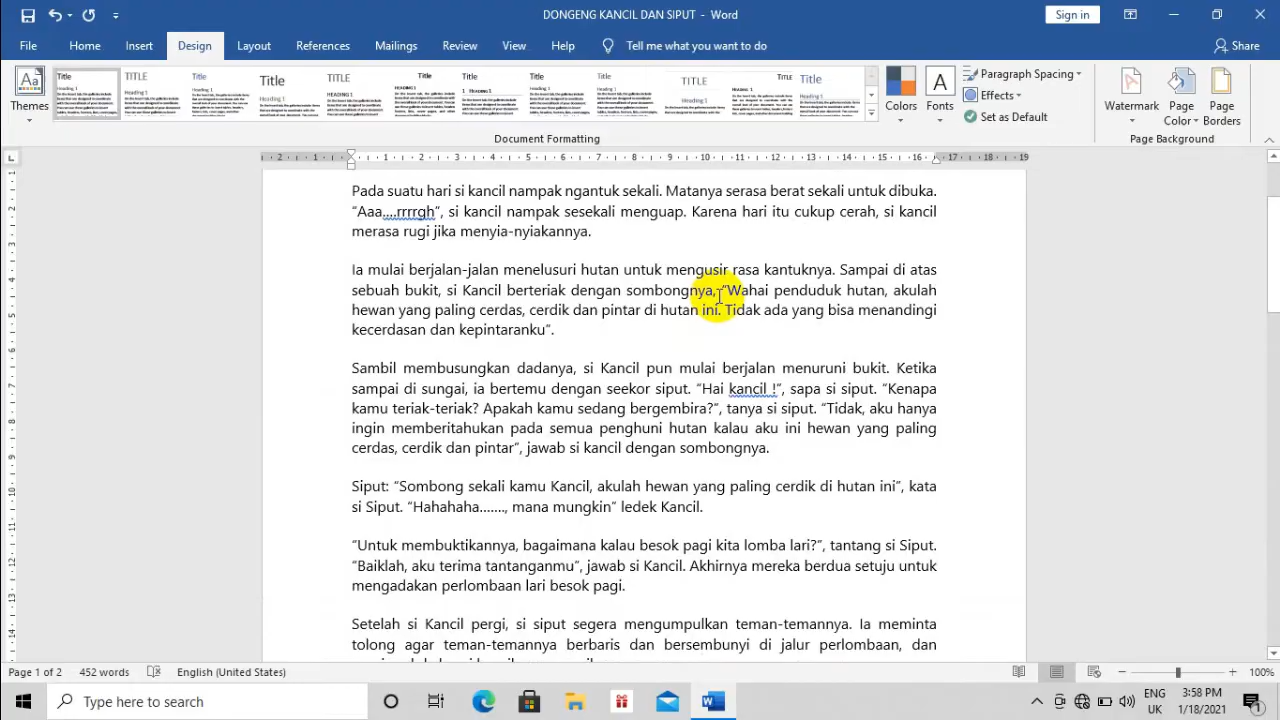 DONGENG KANCIL DAN SIPUT - Word
Sign in
File Home Insert Design Layout References Mailings Review View Help Tell me what you want to do Share
Themes
Colors
Fonts
Paragraph Spacing
Effects
Set as Default
Watermark
Page Color
Page Borders
Document Formatting
Page Background
Pada suatu hari si kancil nampak ngantuk sekali. Matanya serasa berat sekali untuk dibuka.
“Aaa....rrrrgh”, si kancil nampak sesekali menguap. Karena hari itu cukup cerah, si kancil
merasa rugi jika menyia-nyiakannya.
Ia mulai berjalan-jalan menelusuri hutan untuk mengusir rasa kantuknya. Sampai di atas
sebuah bukit, si Kancil berteriak dengan sombongnya, “Wahai penduduk hutan, akulah
hewan yang paling cerdas, cerdik dan pintar di hutan ini. Tidak ada yang bisa menandingi
kecerdasan dan kepintaranku”.
Sambil membusungkan dadanya, si Kancil pun mulai berjalan menuruni bukit. Ketika
sampai di sungai, ia bertemu dengan seekor siput. “Hai kancil !”, sapa si siput. “Kenapa
kamu teriak-teriak? Apakah kamu sedang bergembira?”, tanya si siput. “Tidak, aku hanya
ingin memberitahukan pada semua penghuni hutan kalau aku ini hewan yang paling
cerdas, cerdik dan pintar”, jawab si kancil dengan sombongnya.
Siput: “Sombong sekali kamu Kancil, akulah hewan yang paling cerdik di hutan ini”, kata
si Siput. “Hahahaha......., mana mungkin” ledek Kancil.
“Untuk membuktikannya, bagaimana kalau besok pagi kita lomba lari?”, tantang si Siput.
“Baiklah, aku terima tantanganmu”, jawab si Kancil. Akhirnya mereka berdua setuju untuk
mengadakan perlombaan lari besok pagi.
Setelah si Kancil pergi, si siput segera mengumpulkan teman-temannya. Ia meminta
tolong agar teman-temannya berbaris dan bersembunyi di jalur perlombaan, dan
Page 1 of 2 452 words English (United States) 100%
Type here to search
ENG
UK
3:58 PM
1/18/2021